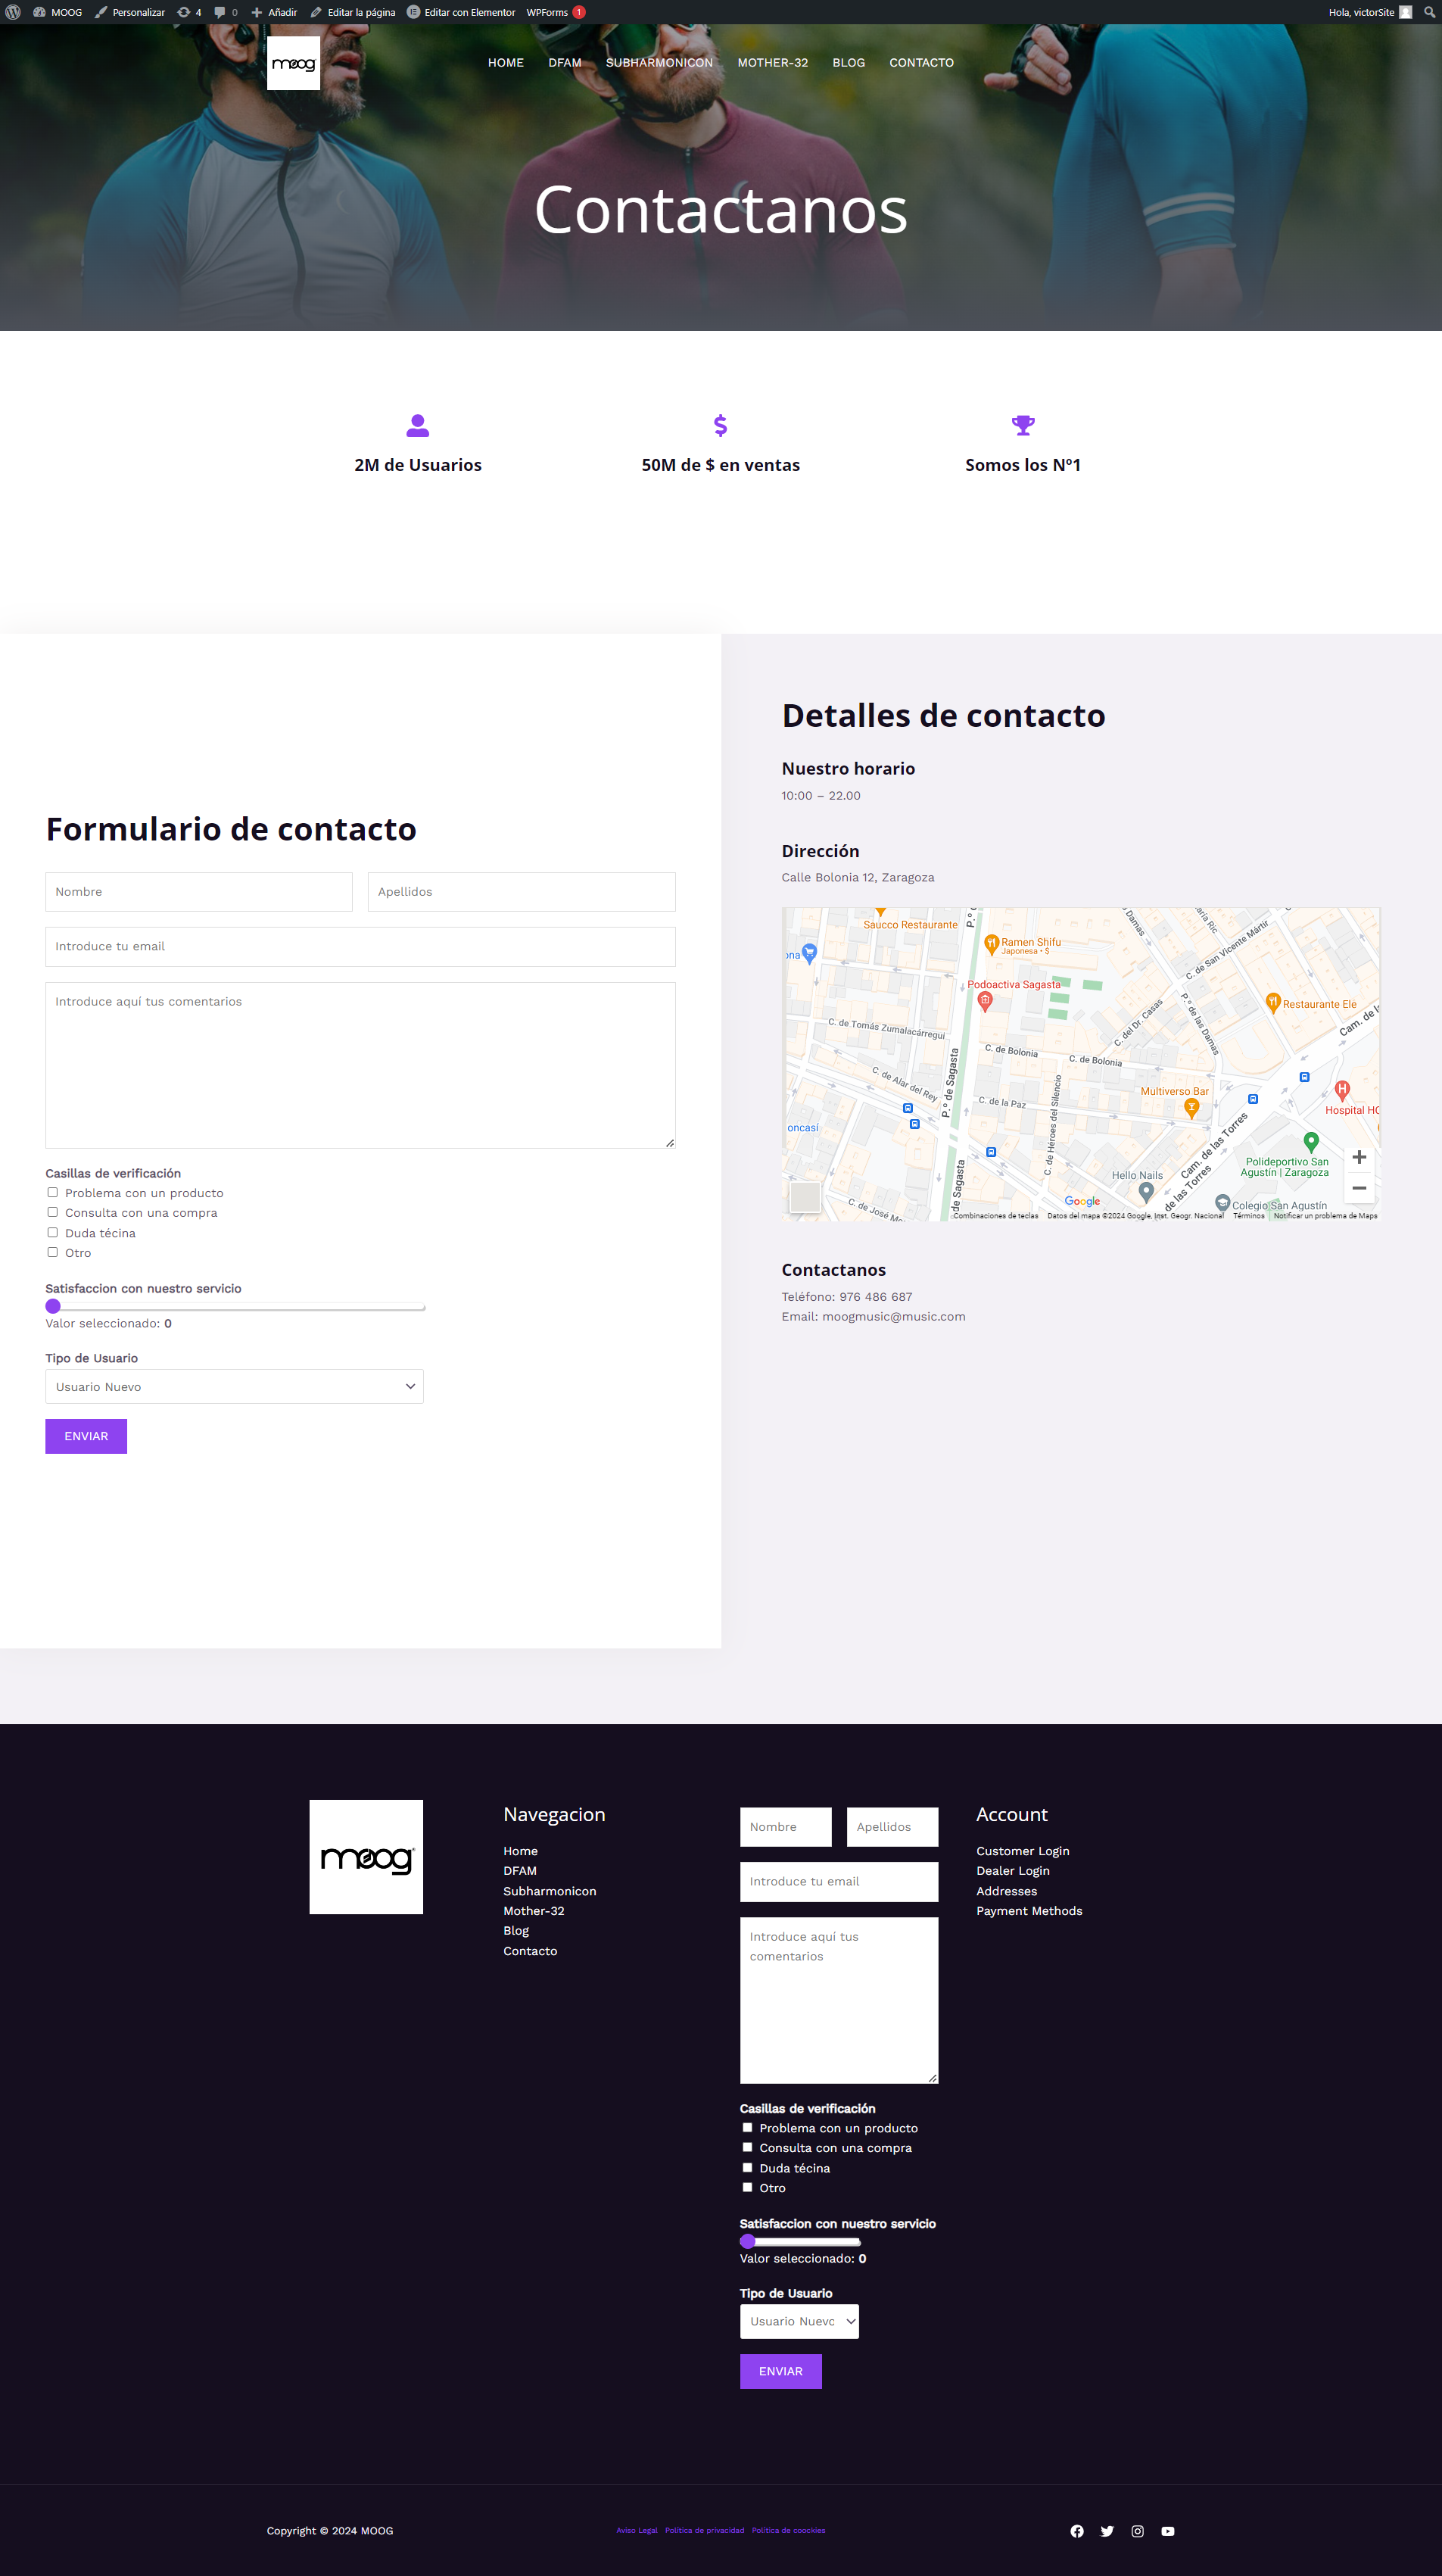 MOOG Personalizar 4 0 Añadir Editar la página Editar con Elementor WPForms 1 Hola, victorSite
moog HOME DFAM SUBHARMONICON MOTHER-32 BLOG CONTACTO
Contactanos
2M de Usuarios 50M de $ en ventas Somos los Nº1
Detalles de contacto
Nuestro horario
10:00 – 22.00
Dirección
Calle Bolonia 12, Zaragoza
Saucco Restaurante
Ramen Shifu
Japonesa • $
ona
Podoactiva Sagasta
C. de San Vicente Mártir
Restaurante Ele
P.º de las Damas
C. del Dr. Casas
C. de Tomás Zumalacárregui
C. de Bolonia
C. de Bolonia
C. de Alar del Rey
P.º de Sagasta
C. de la Paz
C. de Héroes del Silencio
Multiverso Bar
Hospital HC
oncasí
Cam. de las Torres
Polideportivo San
Agustín | Zaragoza
Hello Nails
de las Torres
de Sagasta
Colegio San Agustín
C. de José Mo
Google
Combinaciones de teclas Datos del mapa ©2024 Google, Inst. Geogr. Nacional Términos Notificar un problema de Maps
Contactanos
Teléfono: 976 486 687
Email: moogmusic@music.com
Formulario de contacto
Nombre Apellidos
Introduce tu email
Introduce aquí tus comentarios
Casillas de verificación
Problema con un producto
Consulta con una compra
Duda técina
Otro
Satisfaccion con nuestro servicio
Valor seleccionado: 0
Tipo de Usuario
Usuario Nuevo
ENVIAR
moog
Navegacion
Home
DFAM
Subharmonicon
Mother-32
Blog
Contacto
Nombre Apellidos
Introduce tu email
Introduce aquí tus
comentarios
Casillas de verificación
Problema con un producto
Consulta con una compra
Duda técina
Otro
Satisfaccion con nuestro servicio
Valor seleccionado: 0
Tipo de Usuario
Usuario Nuevo
ENVIAR
Account
Customer Login
Dealer Login
Addresses
Payment Methods
Copyright © 2024 MOOG
Aviso Legal Política de privacidad Política de coockies